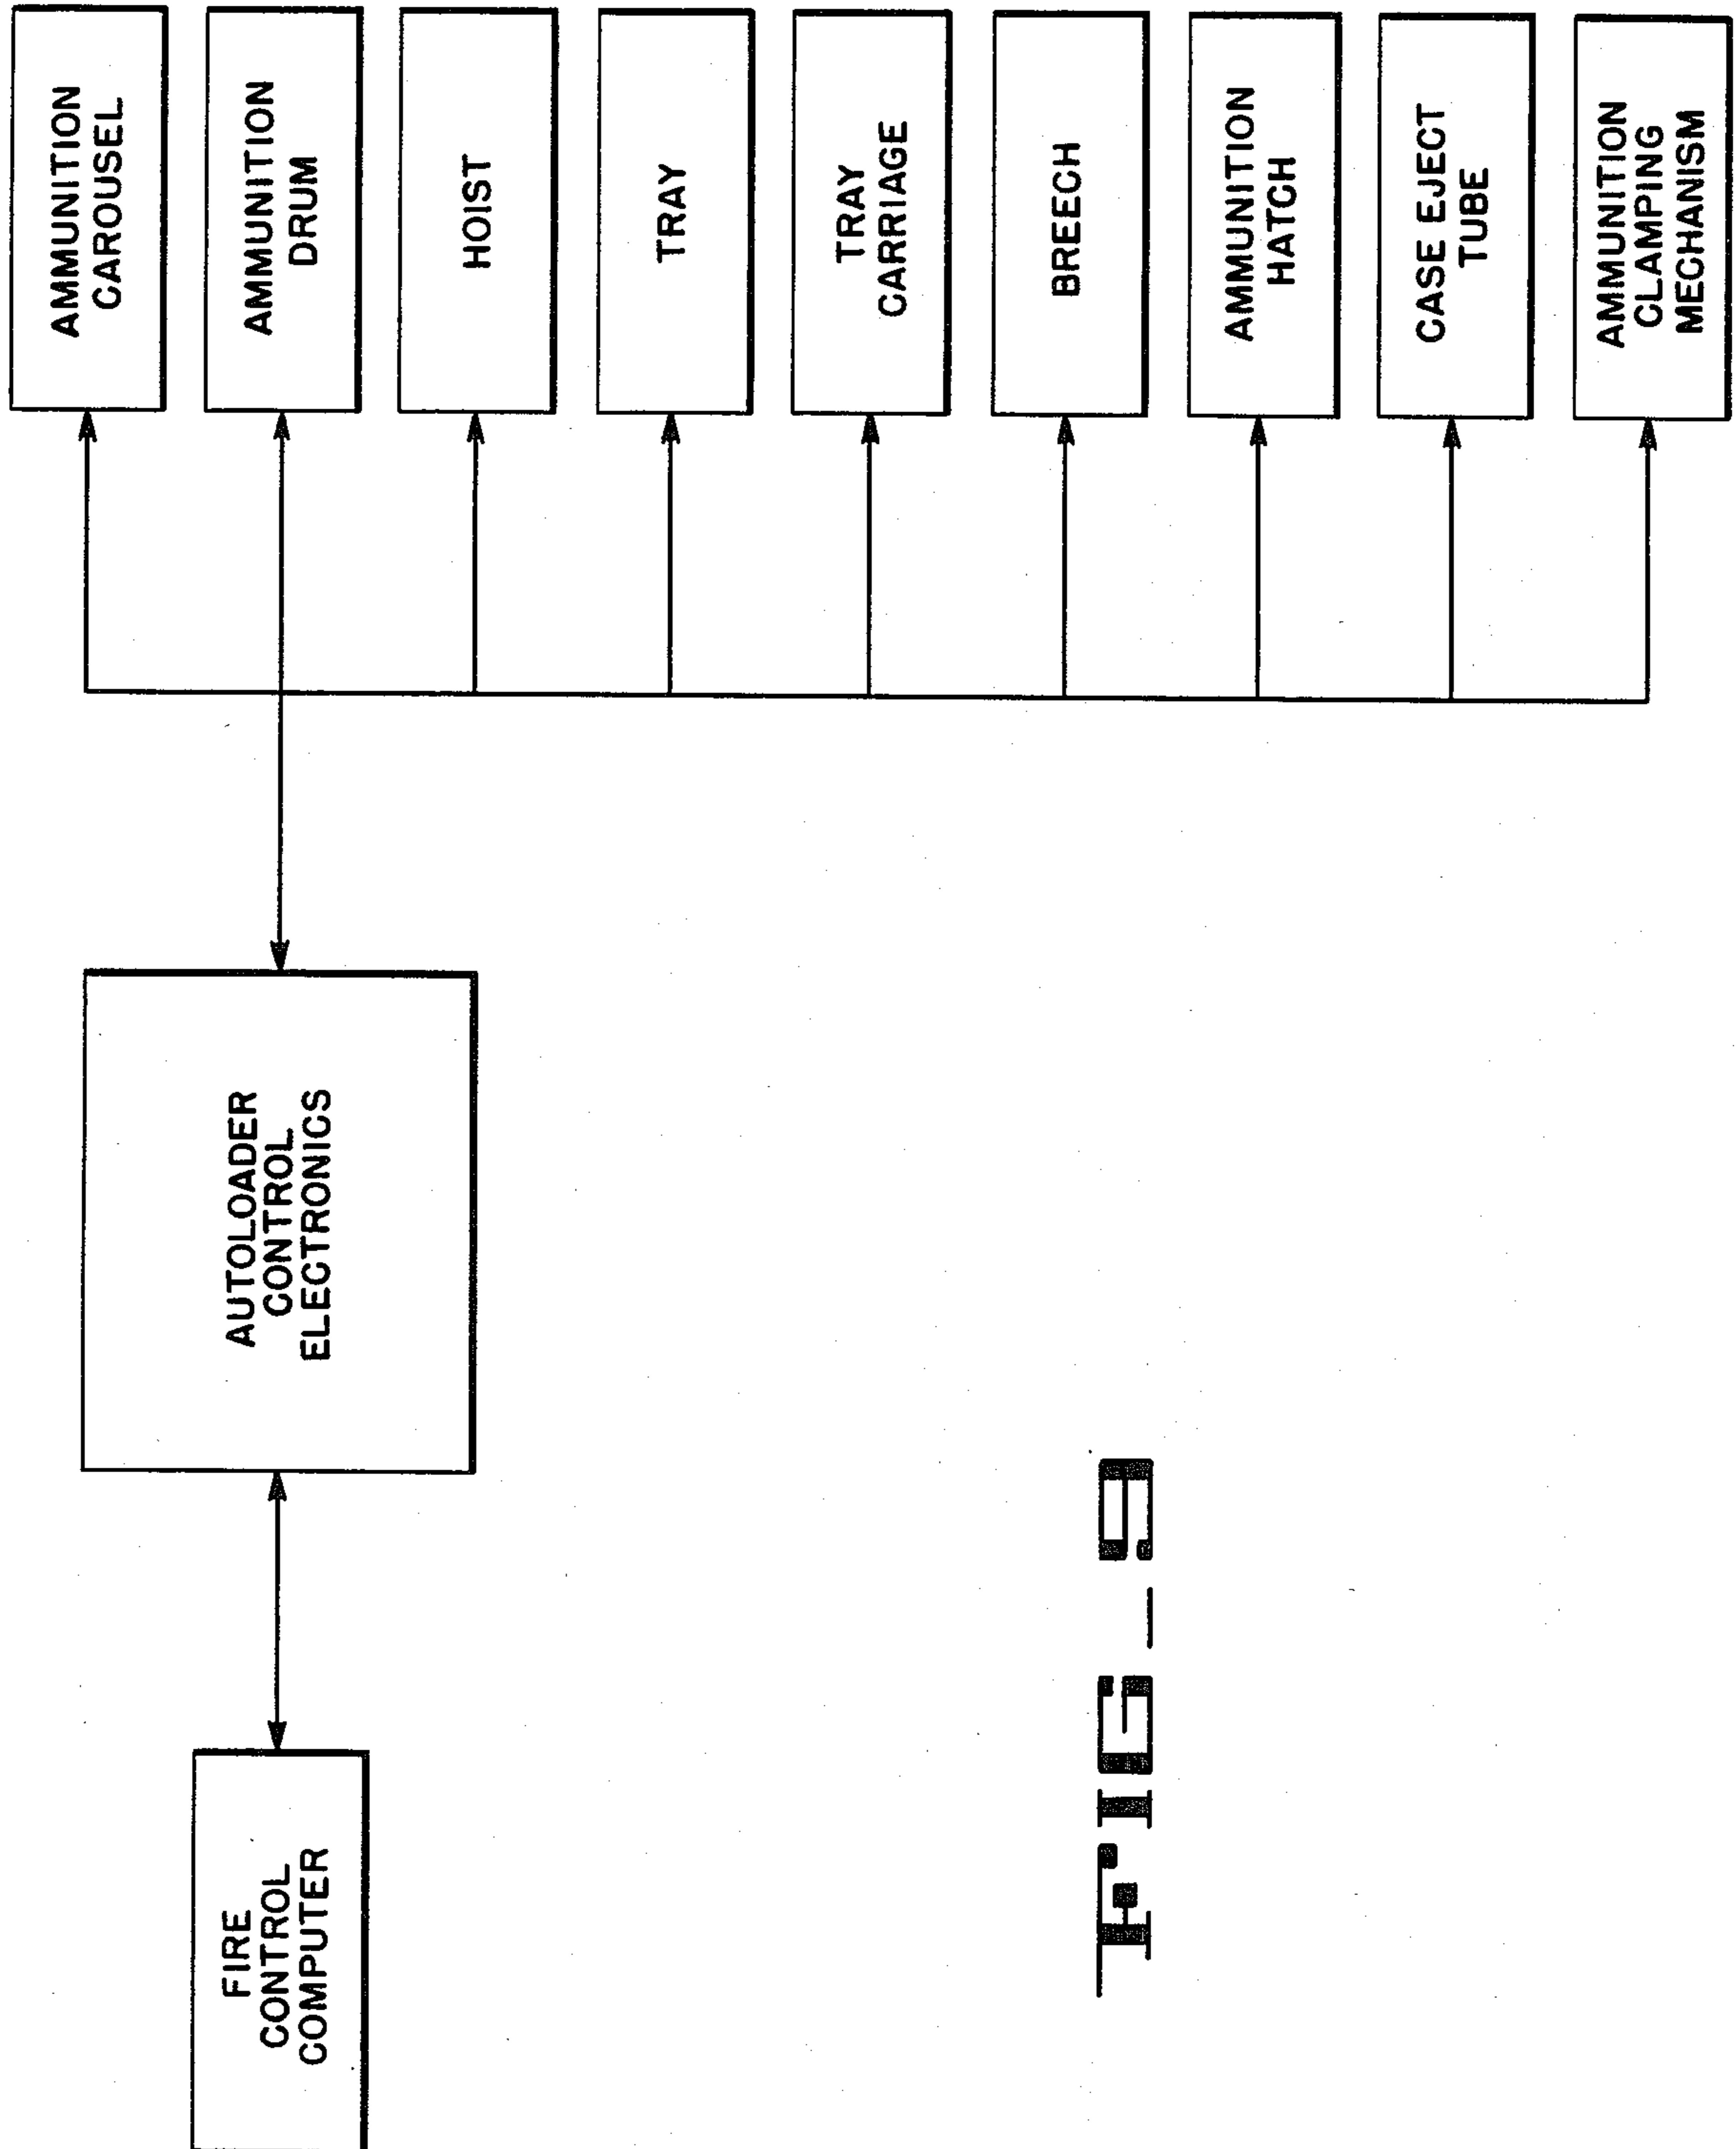 FIRE
CONTROL
COMPUTER
AUTOLOADER
CONTROL
ELECTRONICS
AMMUNITION
CAROUSEL
AMMUNITION
DRUM
HOIST
TRAY
TRAY
CARRIAGE
BREECH
AMMUNITION
HATCH
CASE EJECT
TUBE
AMMUNITION
CLAMPING
MECHANISM
FIG_9